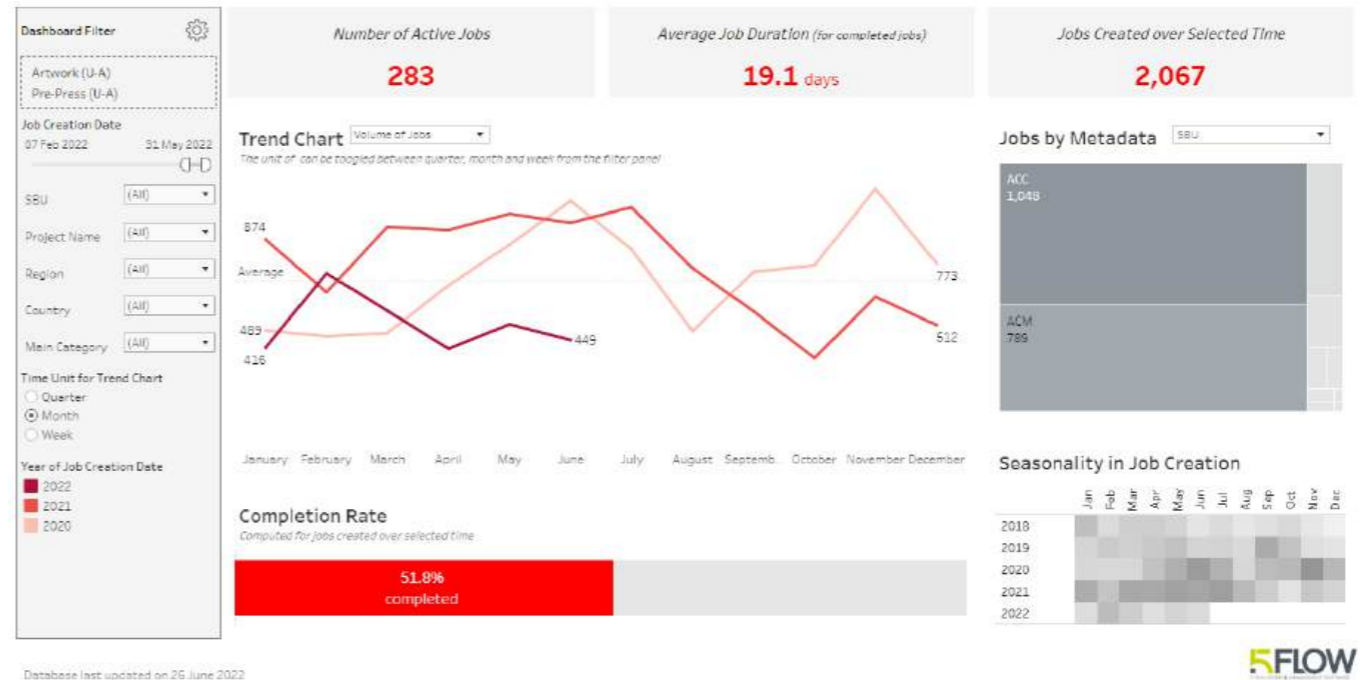 Dashboard Filter
Artwork (U-A)
Pre-Press (U-A)
Job Creation Date
07 Feb 2022 31 May 2022
SBU (All)
Project Name (All)
Region (All)
Country (All)
Main Category (All)
Time Unit for Trend Chart
Quarter
Month
Week
Year of Job Creation Date
2022
2021
2020
Number of Active Jobs
283
Average Job Duration (for completed jobs)
19.1 days
Jobs Created over Selected Time
2,067
Trend Chart Volume of Jobs
The unit of can be toogled between quarter, month and week from the filter panel
874
Average
489
416
449
773
512
January February March April May June July August Septemb.. October November December
Completion Rate
Computed for jobs created over selected time
51.8%
completed
Jobs by Metadata SBU
ACC
1,048
ACM
789
Seasonality in Job Creation
Jan Feb Mar Apr May Jun Jul Aug Sep Oct Nov Dec
2018
2019
2020
2021
2022
5FLOW
Database last updated on 26 June 2022